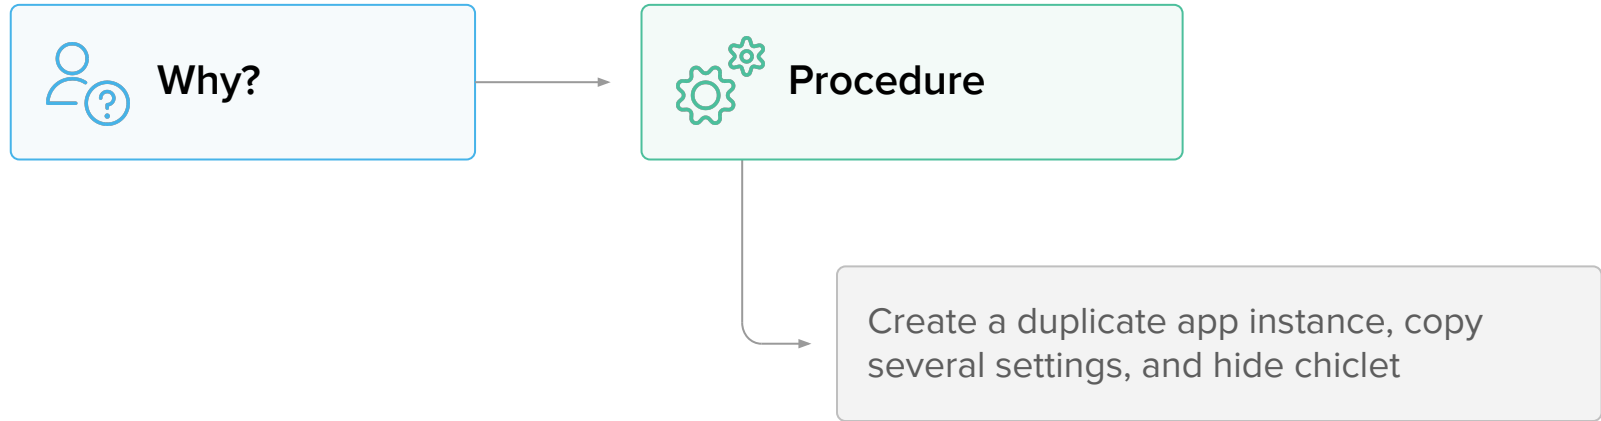 Why?
Procedure
Create a duplicate app instance, copy
several settings, and hide chiclet